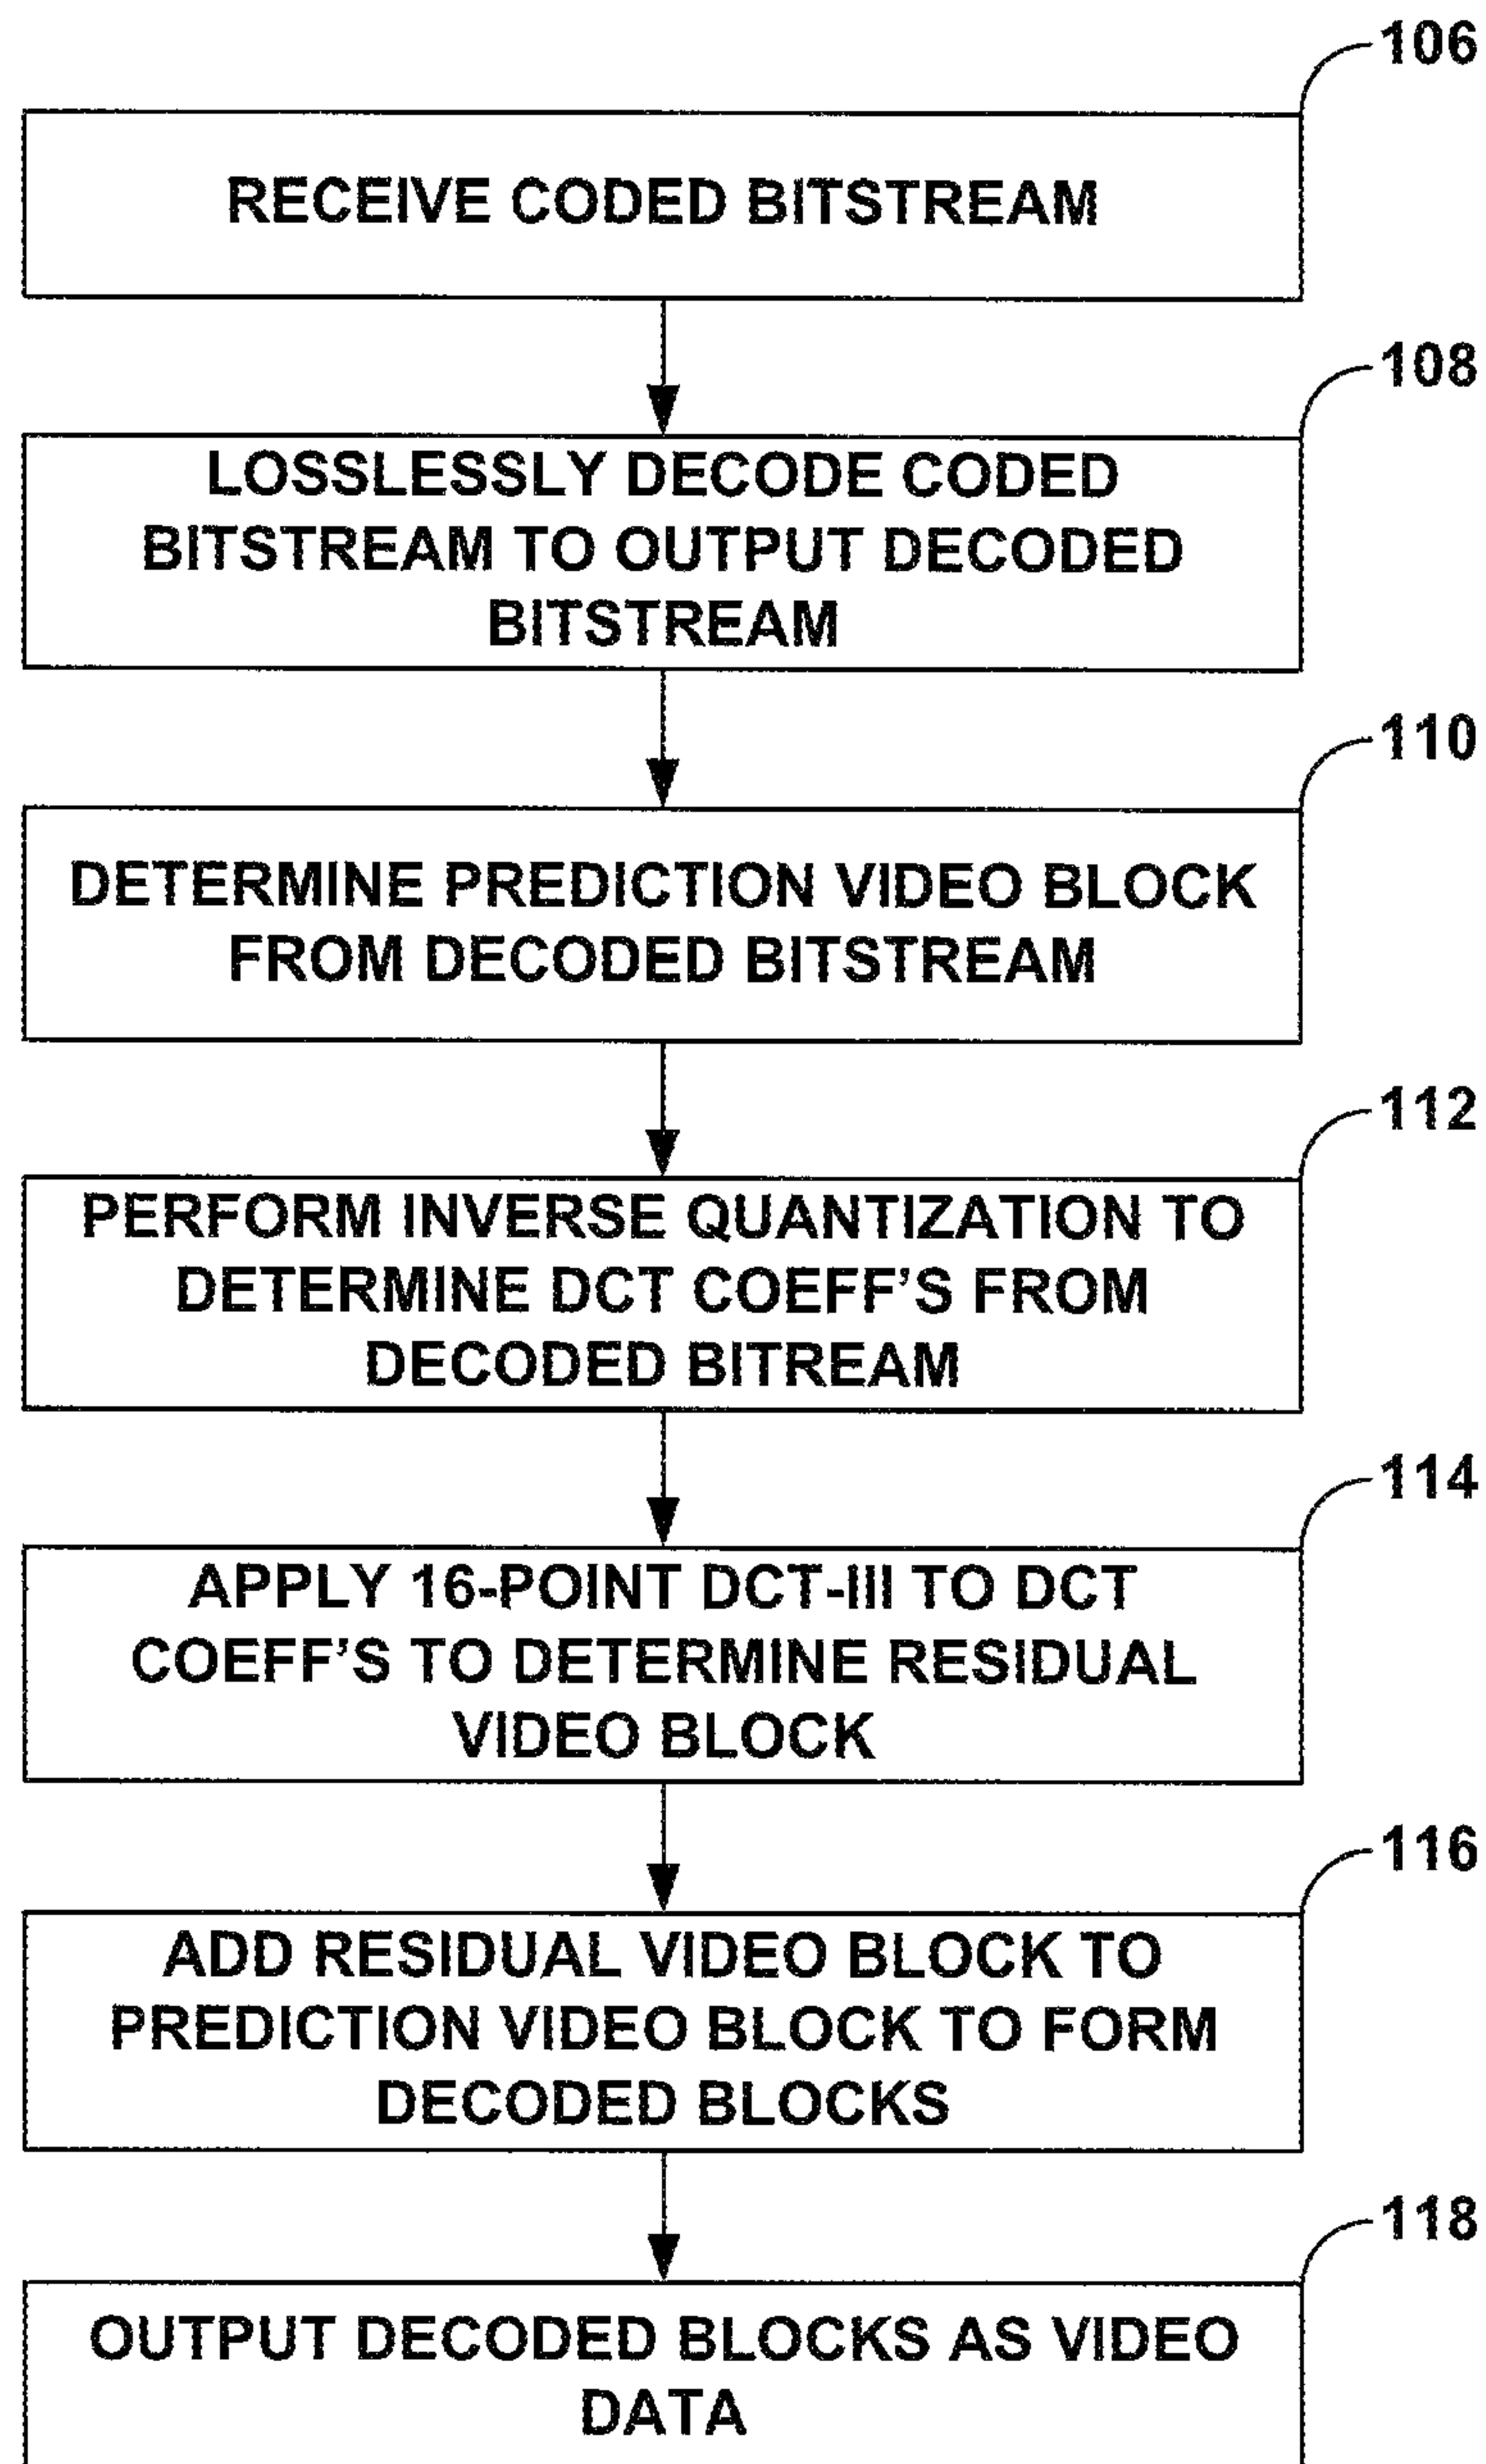 106
RECEIVE CODED BITSTREAM
108
LOSSLESSLY DECODE CODED
BITSTREAM TO OUTPUT DECODED
BITSTREAM
110
DETERMINE PREDICTION VIDEO BLOCK
FROM DECODED BITSTREAM
112
PERFORM INVERSE QUANTIZATION TO
DETERMINE DCT COEFF'S FROM
DECODED BITREAM
114
APPLY 16-POINT DCT-III TO DCT
COEFF'S TO DETERMINE RESIDUAL
VIDEO BLOCK
116
ADD RESIDUAL VIDEO BLOCK TO
PREDICTION VIDEO BLOCK TO FORM
DECODED BLOCKS
118
OUTPUT DECODED BLOCKS AS VIDEO
DATA